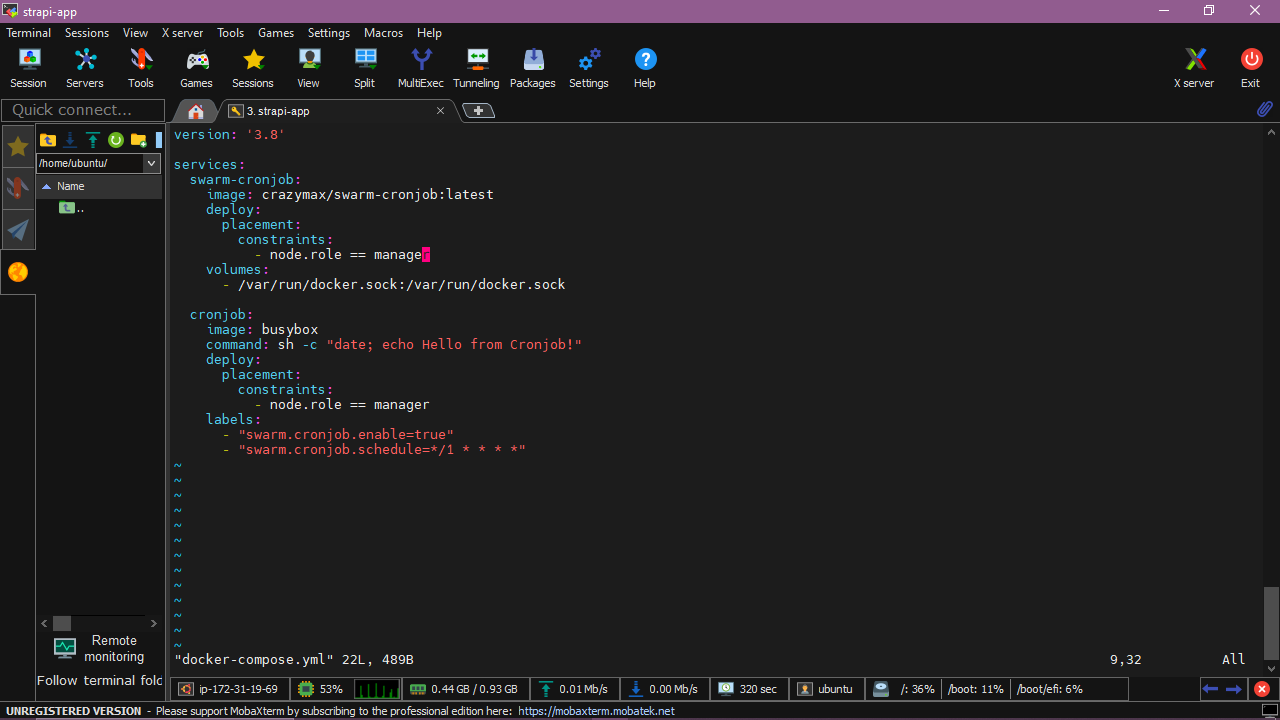 strapi-app
Terminal Sessions View X server Tools Games Settings Macros Help
Session Servers Tools Games Sessions View Split MultiExec Tunneling Packages Settings Help X server Exit
Quick connect...
3. strapi-app
/home/ubuntu/
Name
..
version: '3.8'
services:
swarm-cronjob:
image: crazymax/swarm-cronjob:latest
deploy:
placement:
constraints:
- node.role == manager
volumes:
- /var/run/docker.sock:/var/run/docker.sock
cronjob:
image: busybox
command: sh -c "date; echo Hello from Cronjob!"
deploy:
placement:
constraints:
- node.role == manager
labels:
- "swarm.cronjob.enable=true"
- "swarm.cronjob.schedule=*/1 * * * *"
~
~
~
~
~
~
~
~
~
~
~
~
~
"docker-compose.yml" 22L, 489B 9,32 All
Remote
monitoring
Follow terminal fold
ip-172-31-19-69 53% 0.44 GB / 0.93 GB 0.01 Mb/s 0.00 Mb/s 320 sec ubuntu /: 36% /boot: 11% /boot/efi: 6%
UNREGISTERED VERSION - Please support MobaXterm by subscribing to the professional edition here: https://mobaxterm.mobatek.net